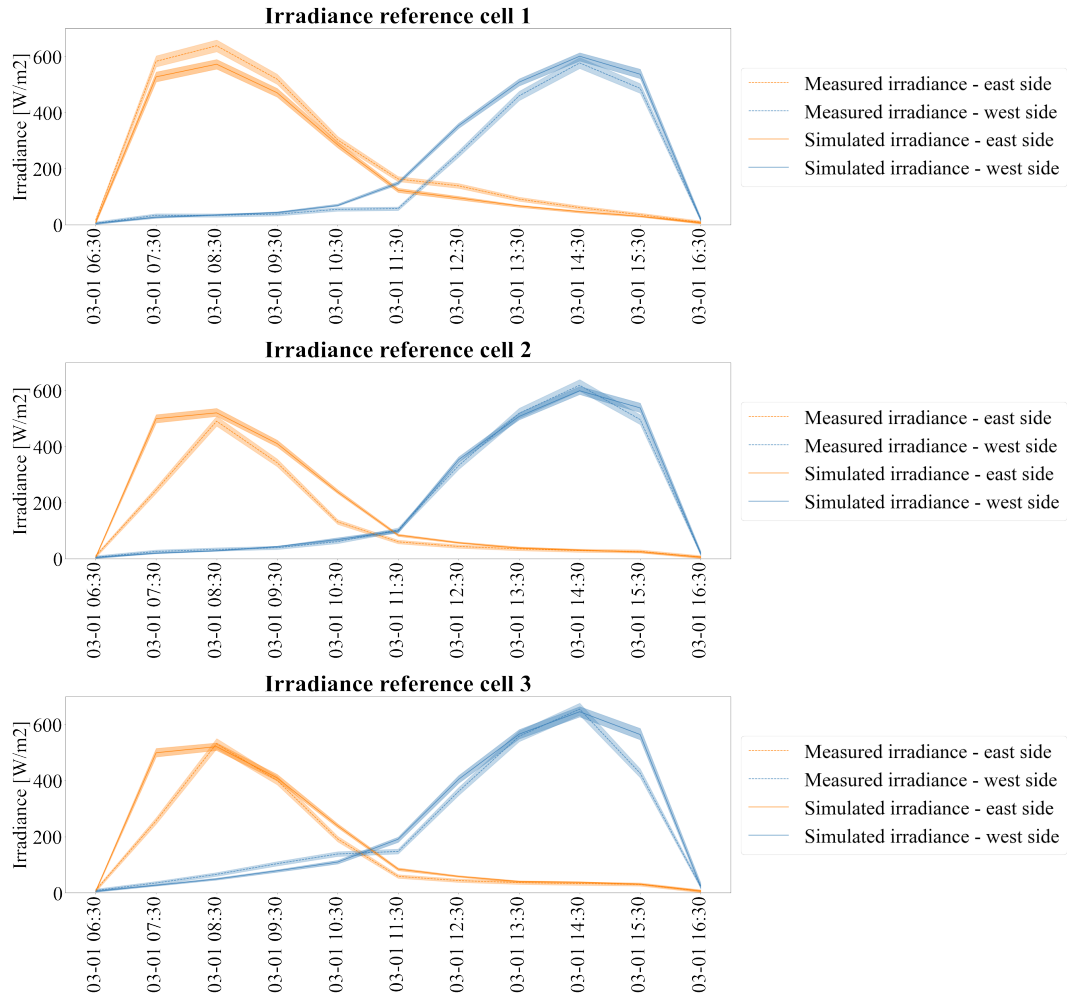 Irradiance reference cell 1
Irradiance [W/m2]
600
400
200
0
03-01 06:30
03-01 07:30
03-01 08:30
03-01 09:30
03-01 10:30
03-01 11:30
03-01 12:30
03-01 13:30
03-01 14:30
03-01 15:30
03-01 16:30
Measured irradiance - east side
Measured irradiance - west side
Simulated irradiance - east side
Simulated irradiance - west side
Irradiance reference cell 2
Irradiance [W/m2]
600
400
200
0
03-01 06:30
03-01 07:30
03-01 08:30
03-01 09:30
03-01 10:30
03-01 11:30
03-01 12:30
03-01 13:30
03-01 14:30
03-01 15:30
03-01 16:30
Measured irradiance - east side
Measured irradiance - west side
Simulated irradiance - east side
Simulated irradiance - west side
Irradiance reference cell 3
Irradiance [W/m2]
600
400
200
0
03-01 06:30
03-01 07:30
03-01 08:30
03-01 09:30
03-01 10:30
03-01 11:30
03-01 12:30
03-01 13:30
03-01 14:30
03-01 15:30
03-01 16:30
Measured irradiance - east side
Measured irradiance - west side
Simulated irradiance - east side
Simulated irradiance - west side